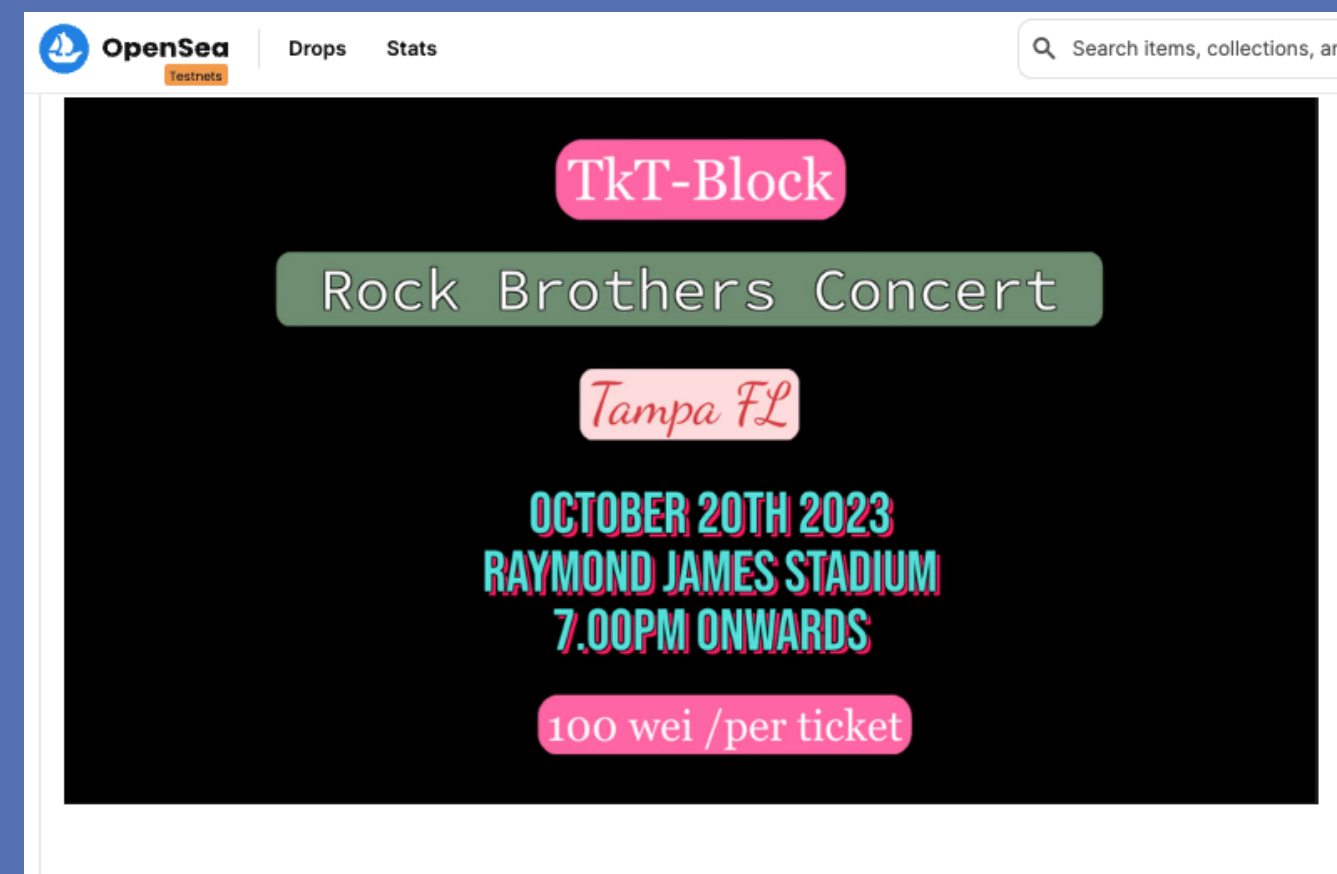 OpenSea Drops Stats Search items, collections,
Testnets
TkT-Block
Rock Brothers Concert
Tampa FL
OCTOBER 20TH 2023
RAYMOND JAMES STADIUM
7.00PM ONWARDS
100 wei /per ticket